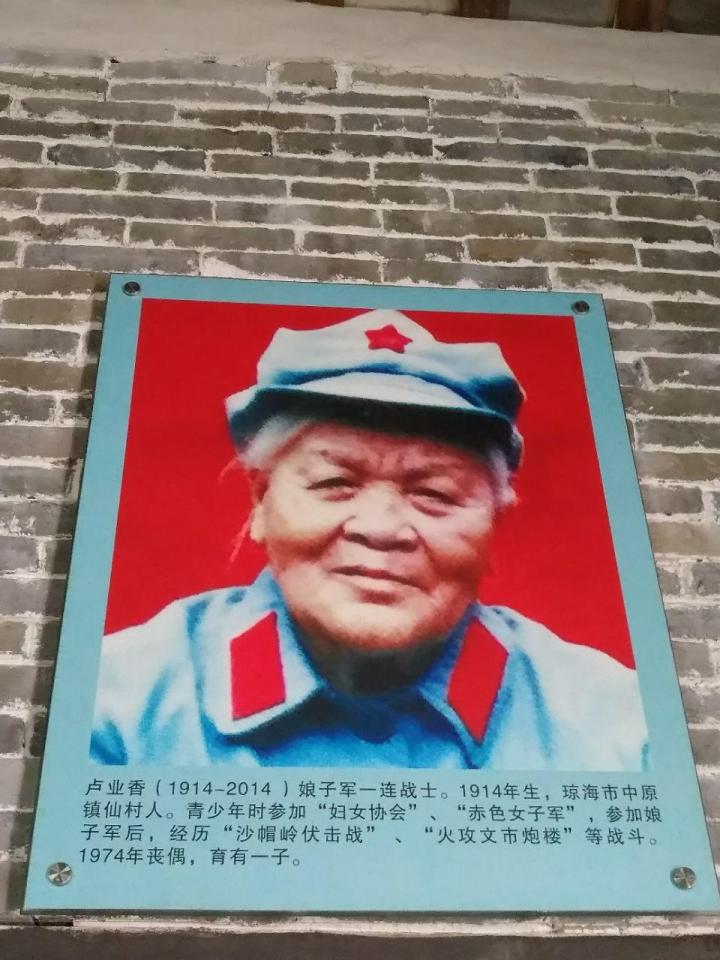 卢业香（1914-2014 ）娘子军一连战士。1914年生，琼海市中原
镇仙村人。青少年时参加“妇女协会”、“赤色女子军”，参加娘
子军后，经历“沙帽岭伏击战”、“火攻文市炮楼”等战斗。
1974年丧偶，育有一子。